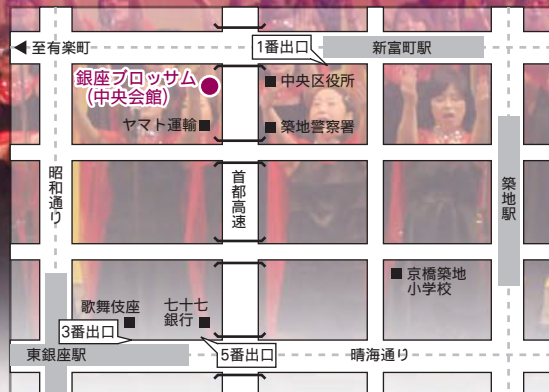 至有楽町
1番出口
新富町駅
銀座ブロッサム
(中央会館)
中央区役所
ヤマト運輸
築地警察署
昭和通り
首都高速
築地駅
京橋築地
小学校
歌舞伎座
七十七
銀行
3番出口
東銀座駅
5番出口
晴海通り